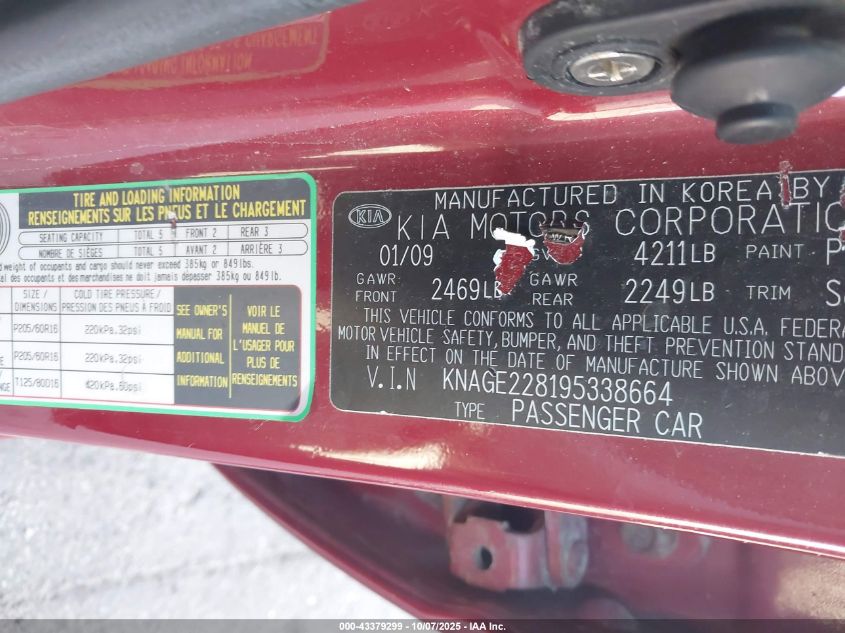 TIRE AND LOADING INFORMATION
RENSEIGNEMENTS SUR LES PNEUS ET LE CHARGEMENT
SEATING CAPACITY TOTAL 5 FRONT 2 REAR 3
NOMBRE DE SIÈGES TOTAL 5 AVANT 2 ARRIÈRE 3
d weight of occupants and cargo should never exceed 385kg or 849lbs.
tal des occupants et des marchandises ne doit jamais dépasser 385kg ou 849 lb.
SIZE / DIMENSIONS
COLD TIRE PRESSURE / PRESSION DES PNEUS À FROID
P205/60R16 220kPa.32psi
P205/60R16 220kPa.32psi
T125/80D16 420kPa.60psi
SEE OWNER'S
MANUAL FOR
ADDITIONAL
INFORMATION
VOIR LE
MANUEL DE
L'USAGER POUR
PLUS DE
RENSEIGNEMENTS
MANUFACTURED IN KOREA BY
KIA KIA MOTORS CORPORATIO
01/09 4211LB PAINT P
GAWR FRONT 2469LB GAWR REAR 2249LB TRIM S
THIS VEHICLE CONFORMS TO ALL APPLICABLE U.S.A. FEDERA
MOTOR VEHICLE SAFETY, BUMPER, AND THEFT PREVENTION STAND
IN EFFECT ON THE DATE OF MANUFACTURE SHOWN ABOV
V.I.N KNAGE228195338664
TYPE PASSENGER CAR
000-43379299 - 10/07/2025 - IAA Inc.